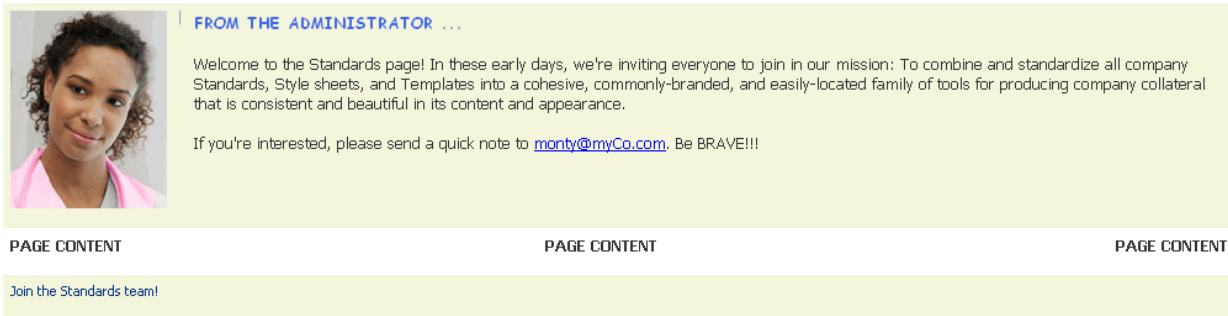 FROM THE ADMINISTRATOR ...
Welcome to the Standards page! In these early days, we're inviting everyone to join in our mission: To combine and standardize all company
Standards, Style sheets, and Templates into a cohesive, commonly-branded, and easily-located family of tools for producing company collateral
that is consistent and beautiful in its content and appearance.
If you're interested, please send a quick note to monty@myCo.com. Be BRAVE!!!
PAGE CONTENT PAGE CONTENT PAGE CONTENT
Join the Standards team!